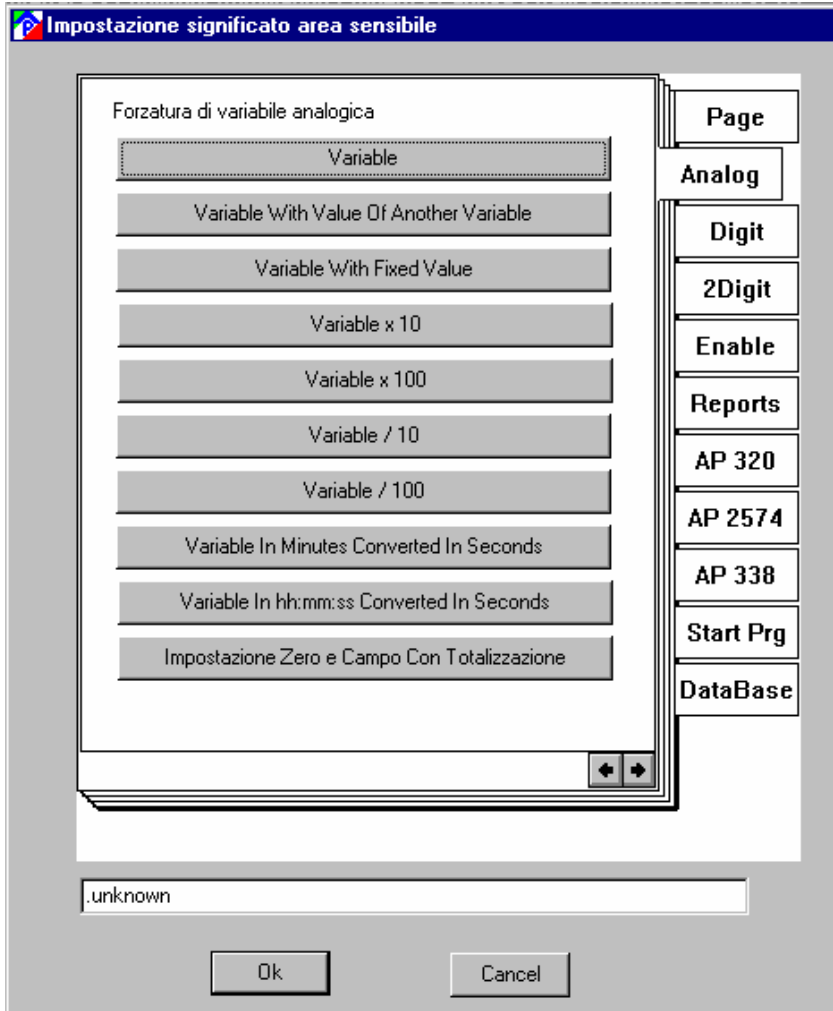 Impostazione significato area sensibile
Forzatura di variabile analogica
Variable
Variable With Value Of Another Variable
Variable With Fixed Value
Variable x 10
Variable x 100
Variable / 10
Variable / 100
Variable In Minutes Converted In Seconds
Variable In hh:mm:ss Converted In Seconds
Impostazione Zero e Campo Con Totalizzazione
Page
Analog
Digit
2Digit
Enable
Reports
AP 320
AP 2574
AP 338
Start Prg
DataBase
.unknown
Ok
Cancel